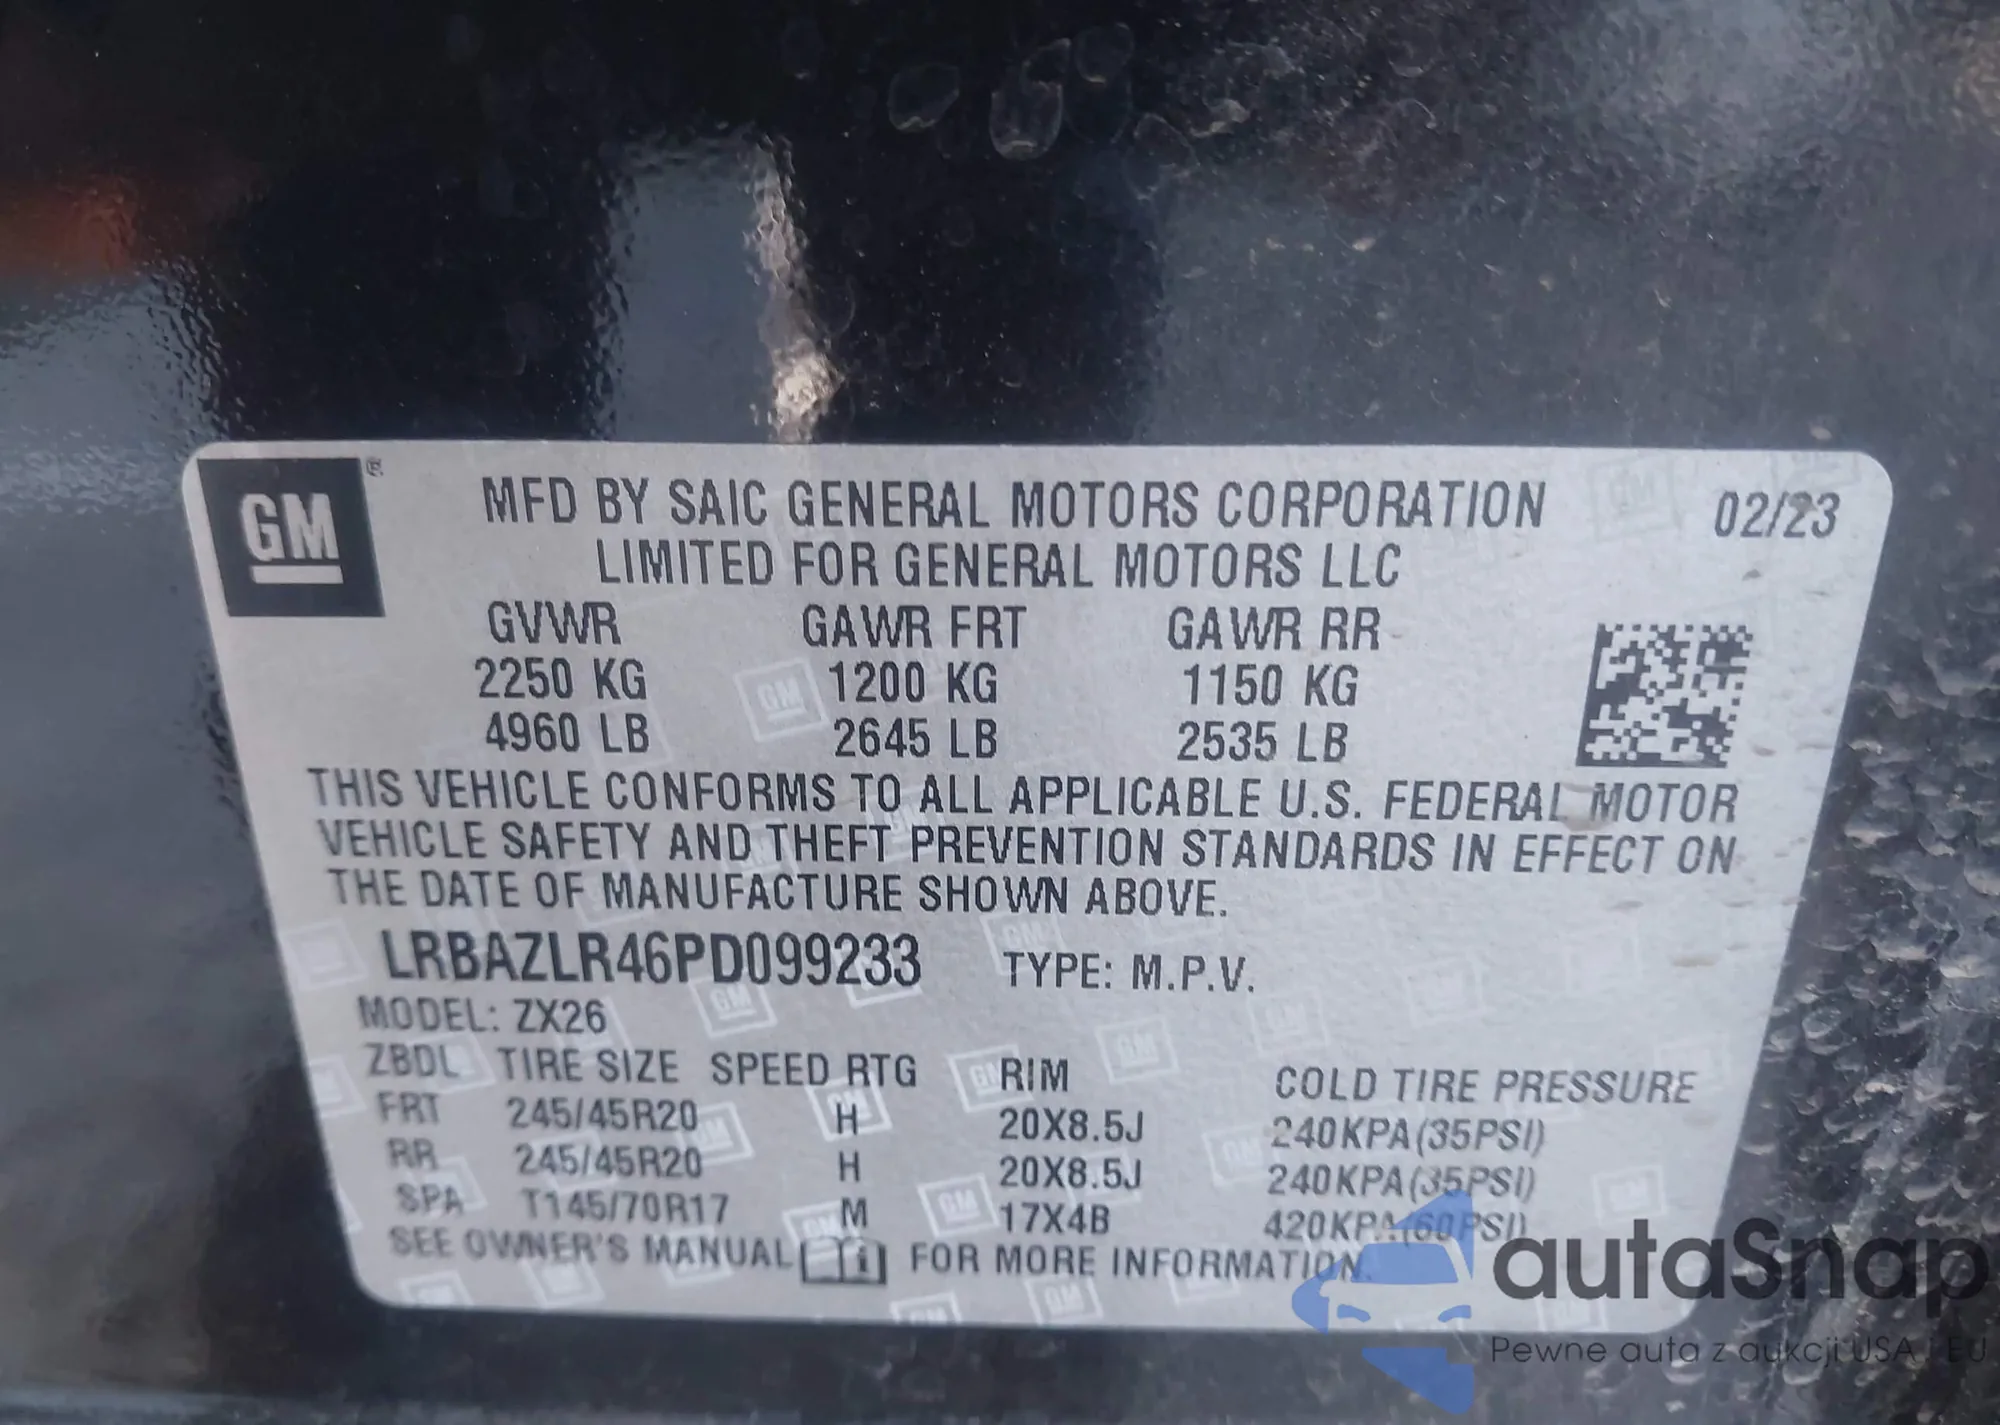 GM ®
MFD BY SAIC GENERAL MOTORS CORPORATION 02/23
LIMITED FOR GENERAL MOTORS LLC
GVWR GAWR FRT GAWR RR
2250 KG 1200 KG 1150 KG
4960 LB 2645 LB 2535 LB
THIS VEHICLE CONFORMS TO ALL APPLICABLE U.S. FEDERAL MOTOR
VEHICLE SAFETY AND THEFT PREVENTION STANDARDS IN EFFECT ON
THE DATE OF MANUFACTURE SHOWN ABOVE.
LRBAZLR46PD099233 TYPE: M.P.V.
MODEL: ZX26
ZBDL TIRE SIZE SPEED RTG RIM COLD TIRE PRESSURE
FRT 245/45R20 H 20X8.5J 240KPA(35PSI)
RR 245/45R20 H 20X8.5J 240KPA(35PSI)
SPA T145/70R17 M 17X4B 420KPA(60PSI)
SEE OWNER'S MANUAL FOR MORE INFORMATION.
autaSnap
Pewne auta z aukcji USA i EU